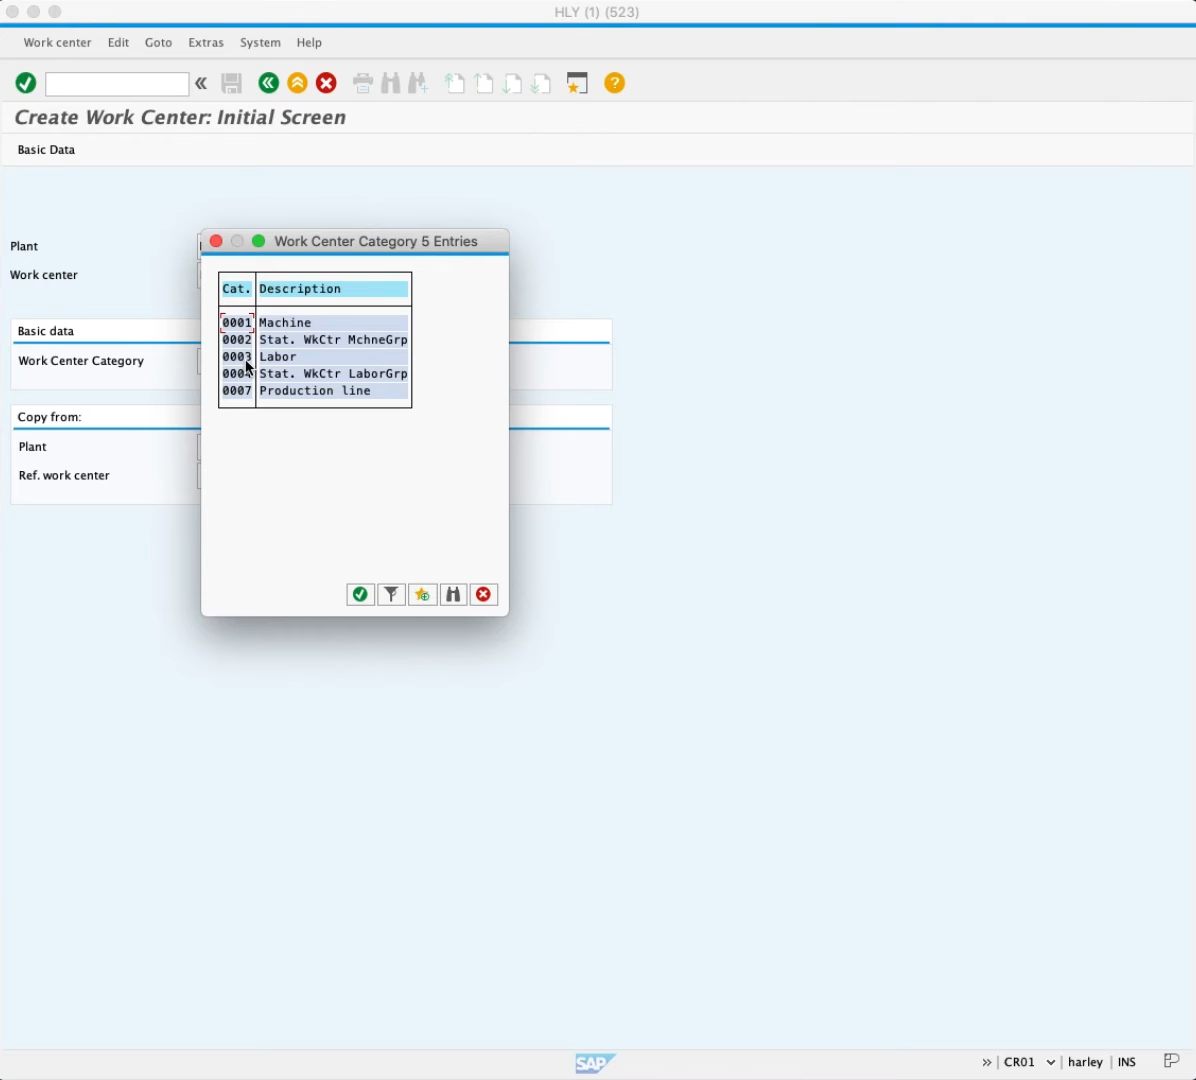 HLY (1) (523)
Work center Edit Goto Extras System Help
Create Work Center: Initial Screen
Basic Data
Plant
Work center
Basic data
Work Center Category
Copy from:
Plant
Ref. work center
Work Center Category 5 Entries
Cat. Description
0001 Machine
0002 Stat. WkCtr MchneGrp
0003 Labor
Stat. WkCtr LaborGrp
0007 Production line
SAP
CR01 harley INS